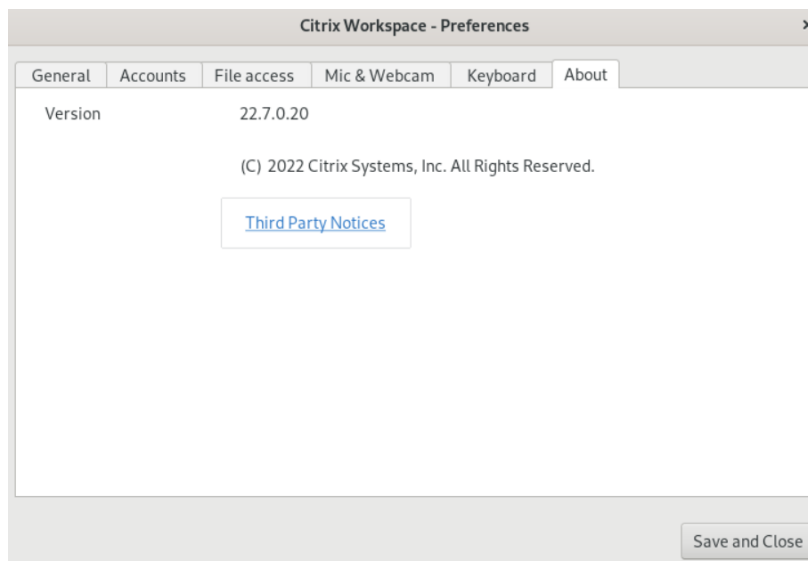 Citrix Workspace - Preferences
General Accounts File access Mic & Webcam Keyboard About
Version 22.7.0.20
(C) 2022 Citrix Systems, Inc. All Rights Reserved.
Third Party Notices
Save and Close